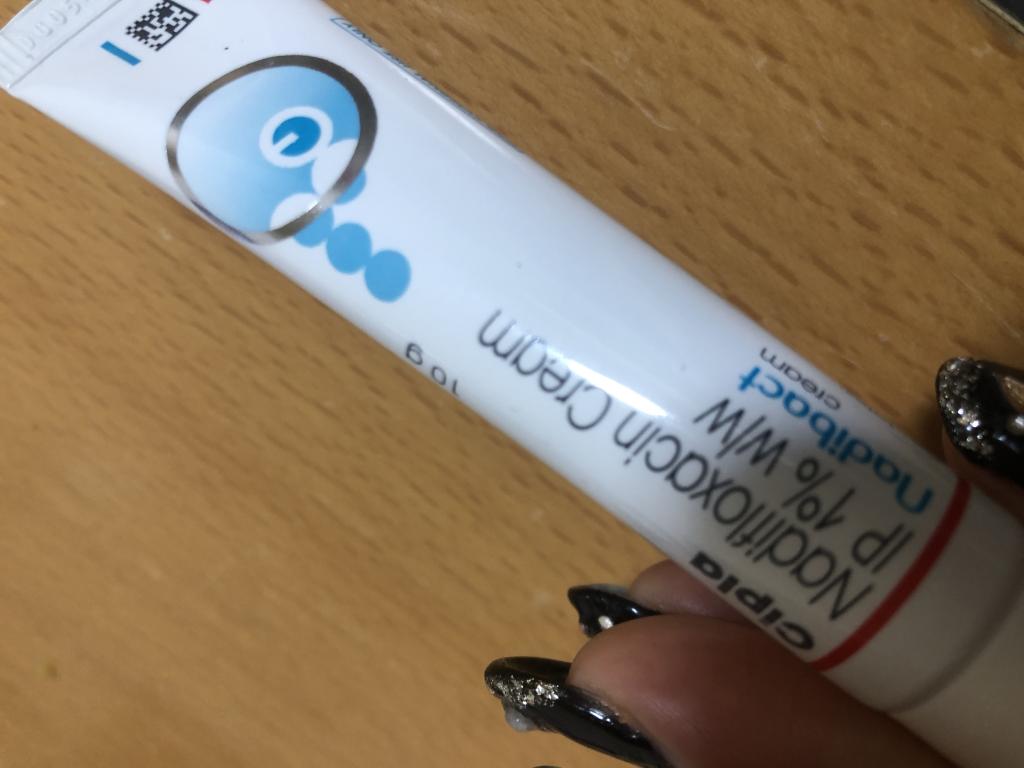 Nadifloxacin Cream
IP 1% w/w
nadibact
cream
Cipla
10 g